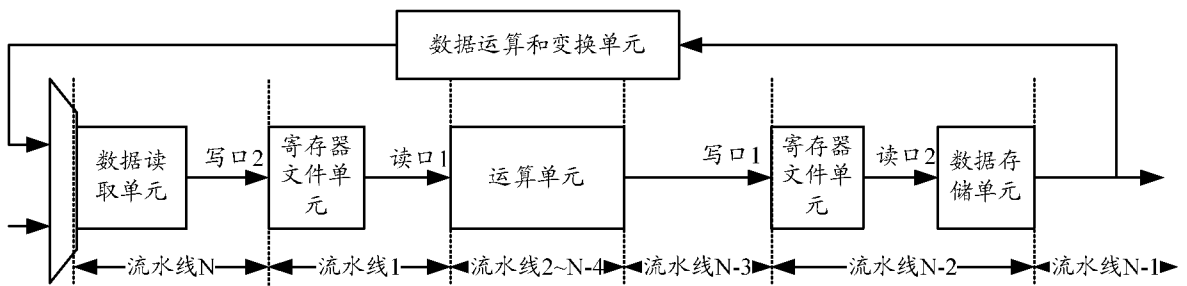 数据运算和变换单元
数据读
取单元
写口2
寄存器
文件单
元
读口1
运算单元
写口1
寄存器
文件单
元
读口2
数据存
储单元
流水线N
流水线1
流水线2~N-4
流水线N-3
流水线N-2
流水线N-1